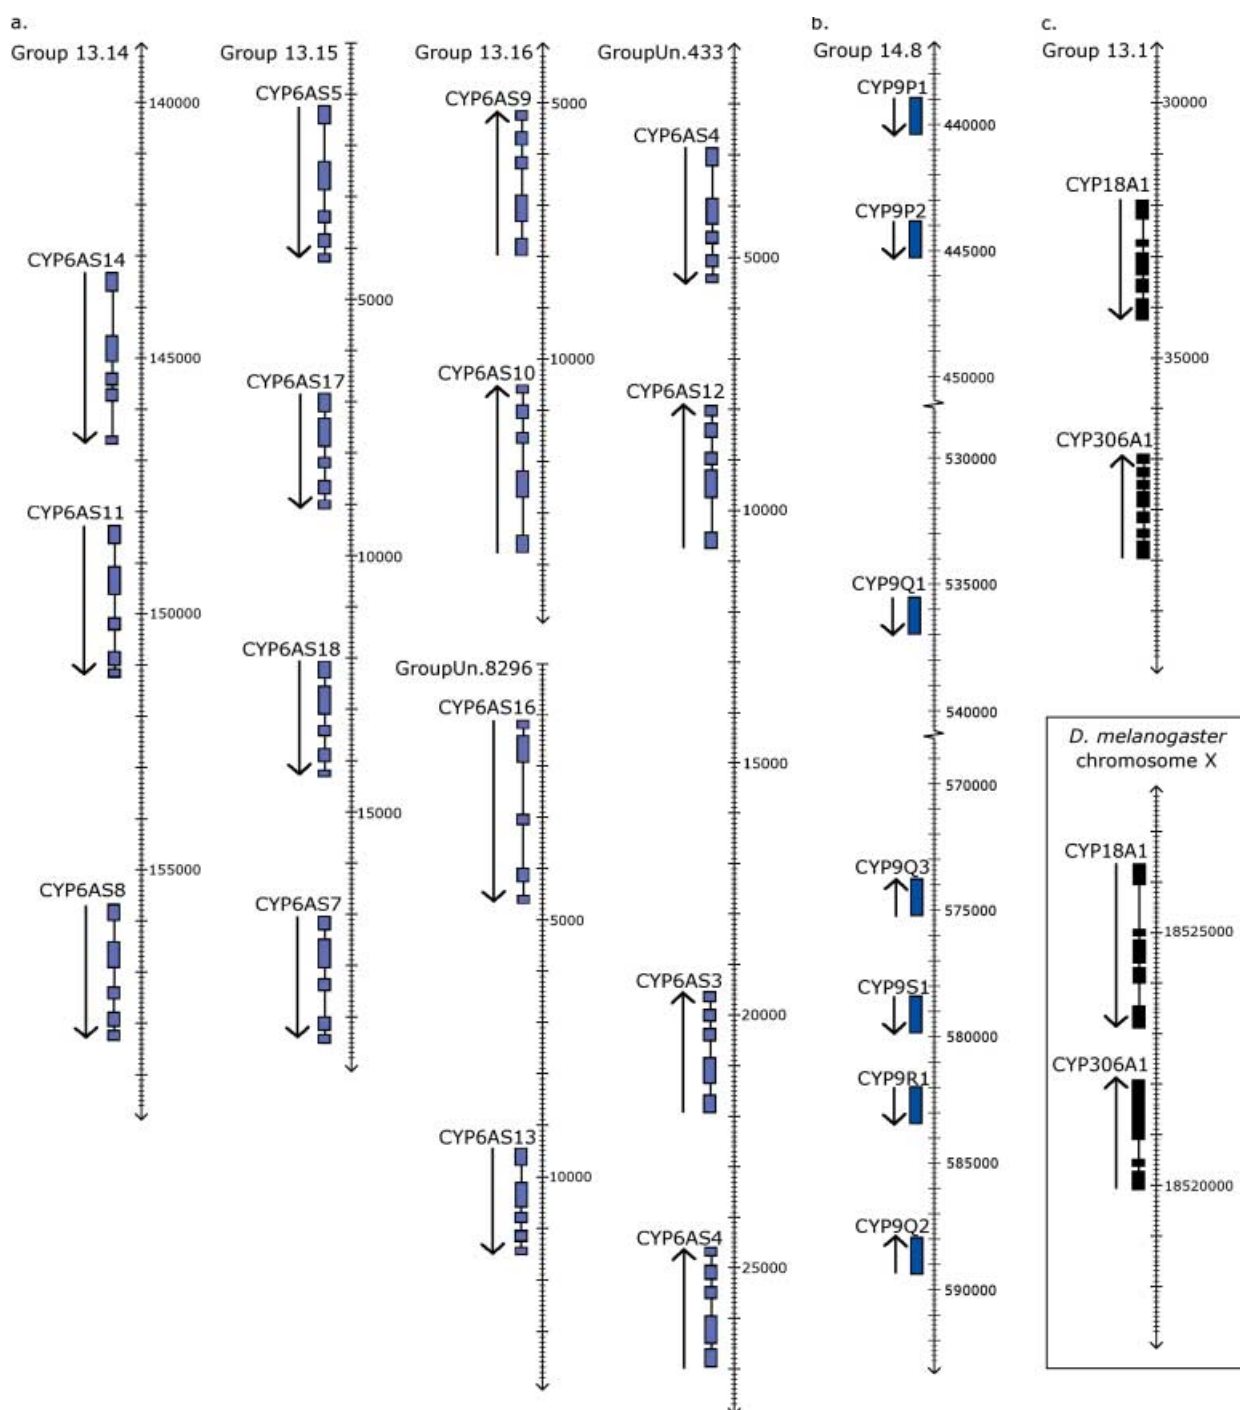 a.
Group 13.14
140000
CYP6AS14
145000
CYP6AS11
150000
CYP6AS8
155000
Group 13.15
CYP6AS5
5000
CYP6AS17
10000
CYP6AS18
15000
CYP6AS7
Group 13.16
CYP6AS9
5000
CYP6AS10
10000
GroupUn.8296
CYP6AS16
5000
CYP6AS13
10000
GroupUn.433
CYP6AS4
5000
CYP6AS12
10000
15000
CYP6AS3
20000
CYP6AS4
25000
b.
Group 14.8
CYP9P1
440000
CYP9P2
445000
450000
530000
CYP9Q1
535000
540000
570000
CYP9Q3
575000
CYP9S1
580000
CYP9R1
585000
CYP9Q2
590000
c.
Group 13.1
30000
CYP18A1
35000
CYP306A1
D. melanogaster
chromosome X
CYP18A1
18525000
CYP306A1
18520000